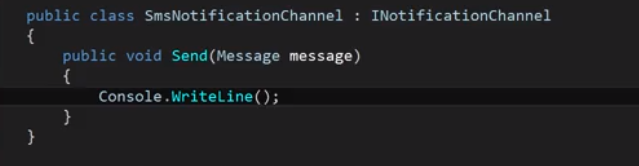 public class SmsNotificationChannel : INotificationChannel
{
    public void Send(Message message)
    {
        Console.WriteLine();
    }
}